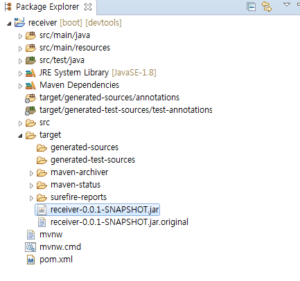 Package Explorer
receiver [boot] [devtools]
src/main/java
src/main/resources
src/test/java
JRE System Library [JavaSE-1.8]
Maven Dependencies
target/generated-sources/annotations
target/generated-test-sources/test-annotations
src
target
generated-sources
generated-test-sources
maven-archiver
maven-status
surefire-reports
receiver-0.0.1-SNAPSHOT.jar
receiver-0.0.1-SNAPSHOT.jar.original
mvnw
mvnw.cmd
pom.xml